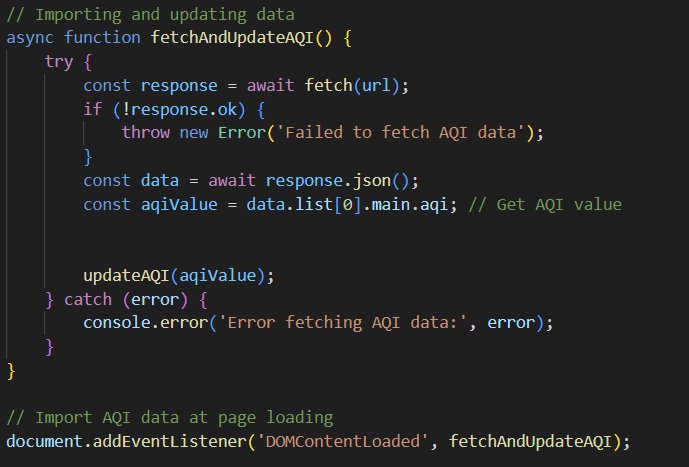 // Importing and updating data
async function fetchAndUpdateAQI() {
    try {
        const response = await fetch(url);
        if (!response.ok) {
            throw new Error('Failed to fetch AQI data');
        }
        const data = await response.json();
        const aqiValue = data.list[0].main.aqi; // Get AQI value


        updateAQI(aqiValue);
    } catch (error) {
        console.error('Error fetching AQI data:', error);
    }
}

// Import AQI data at page loading
document.addEventListener('DOMContentLoaded', fetchAndUpdateAQI);